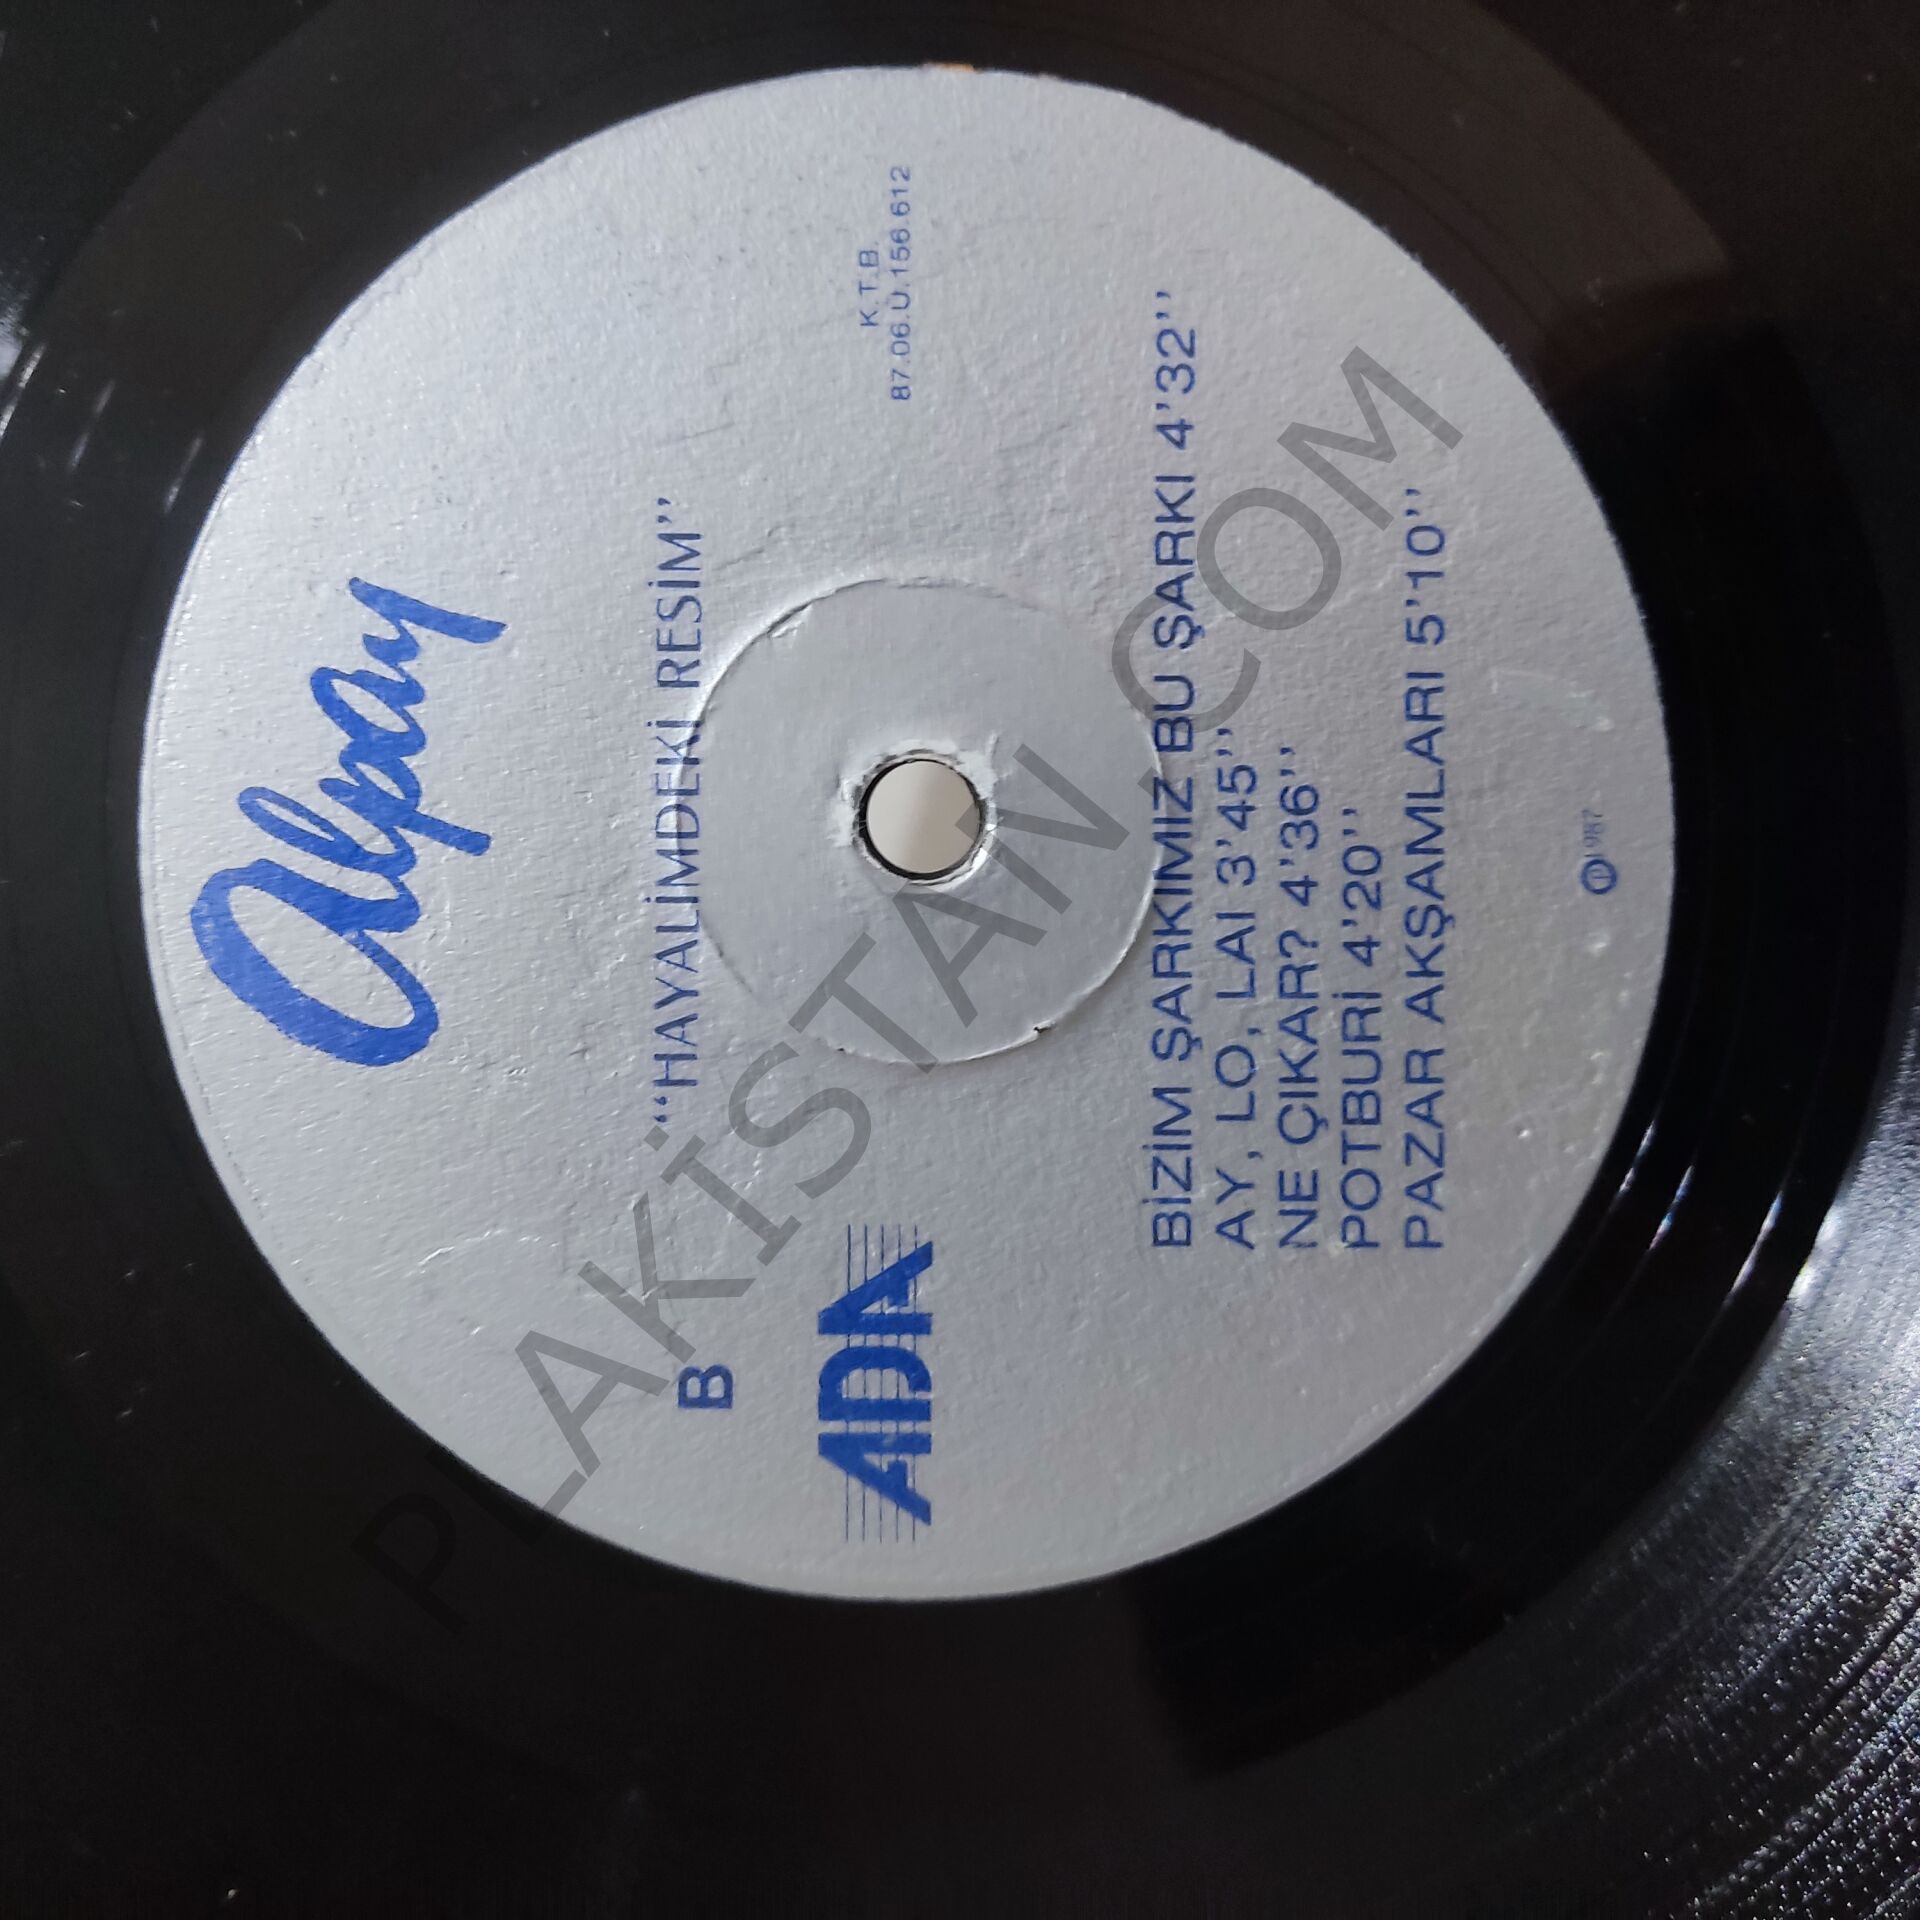 Alpay
"HAYALİMDEKİ RESİM"
B
ADA
K.T.B.
87.06.U.156.612
BİZİM ŞARKIMIZ BU ŞARKI 4'32"
AY, LO, LAI 3'45"
NE ÇIKAR? 4'36"
POTBURİ 4'20"
PAZAR AKŞAMLARI 5'10"
Ⓟ1987
PLAKİSTAN.COM